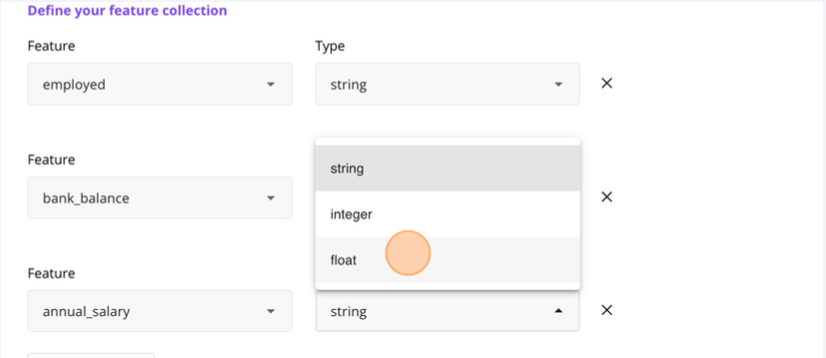 Define your feature collection
Feature
Type
employed
string
Feature
string
bank_balance
integer
float
Feature
annual_salary
string